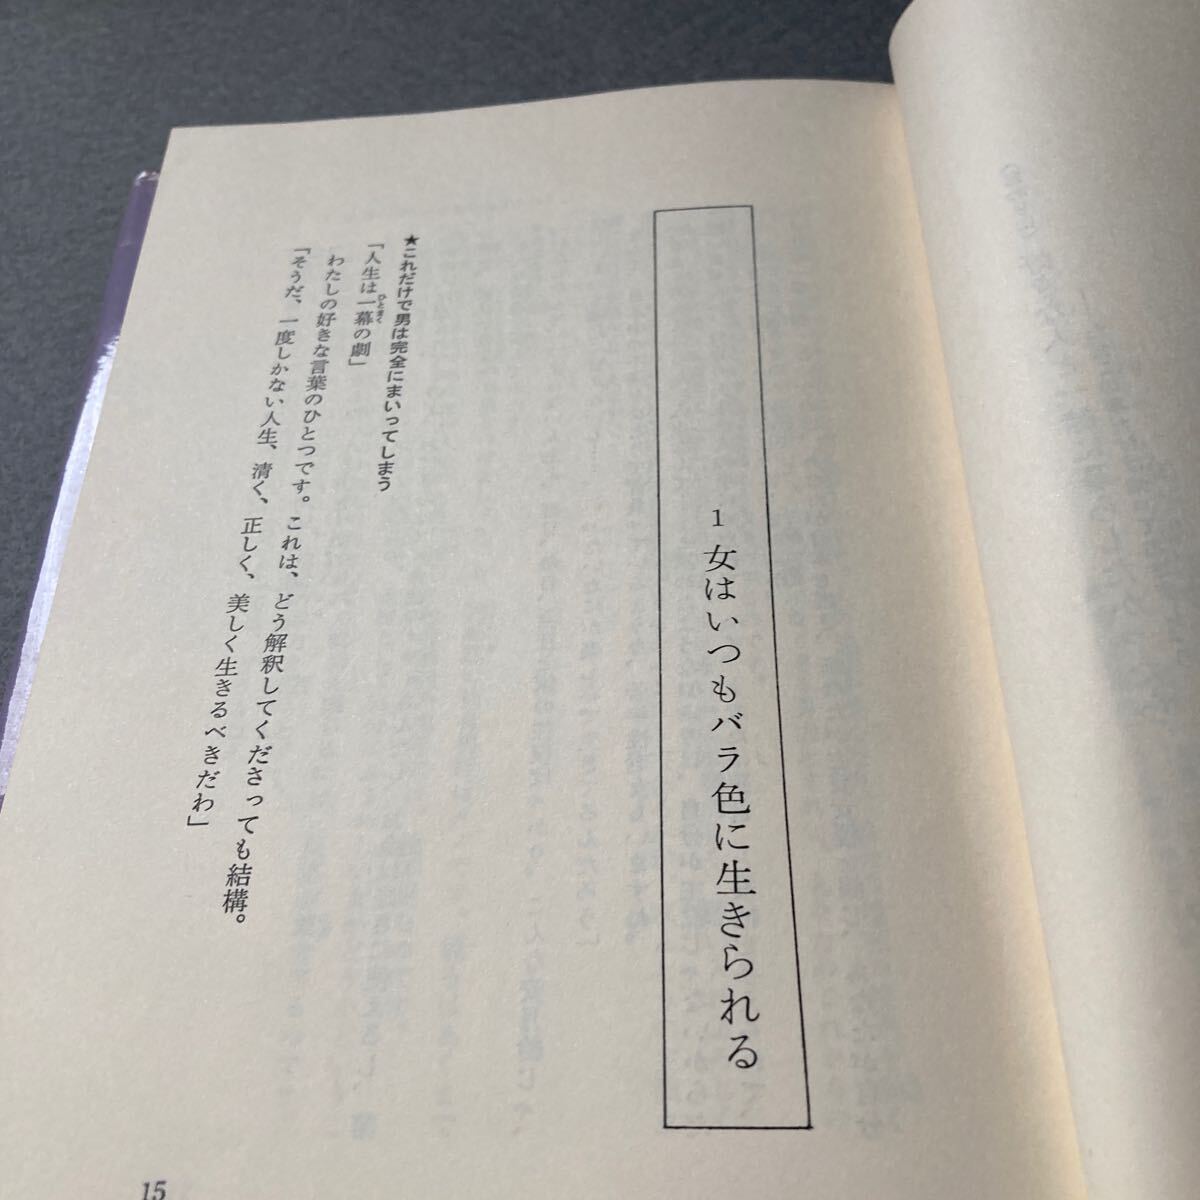 1 女はいつもバラ色に生きられる
★これだけで男は完全にまいってしまう
「人生は一幕の劇」
ひとまく
わたしの好きな言葉のひとつです。これは、どう解釈してくださっても結構。
「そうだ、一度しかない人生、清く、正しく、美しく生きるべきだわ」
15